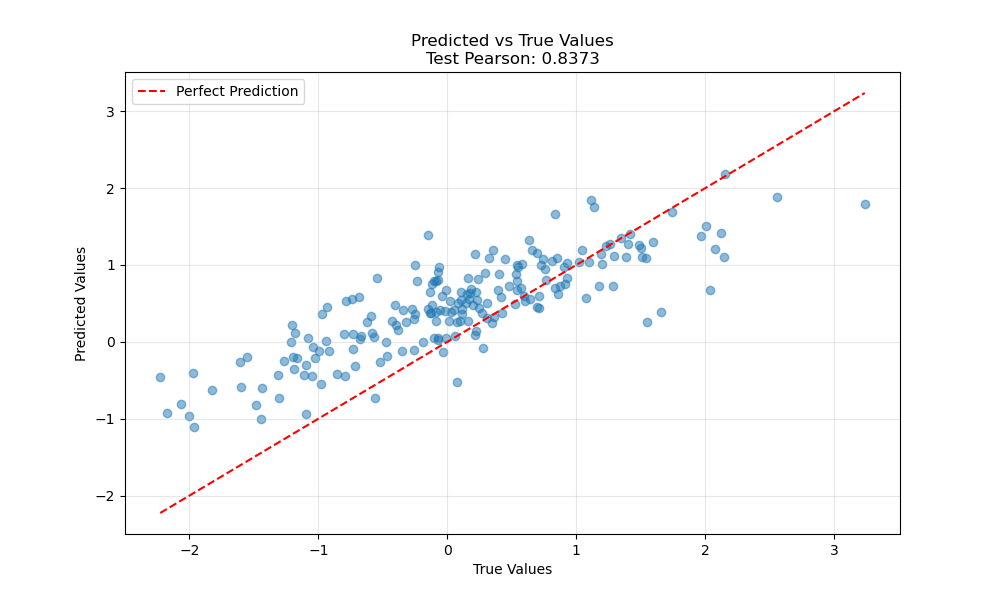 Predicted vs True Values
Test Pearson: 0.8373
Perfect Prediction
Predicted Values
3
2
1
0
−1
−2
−2
−1
0
1
2
3
True Values